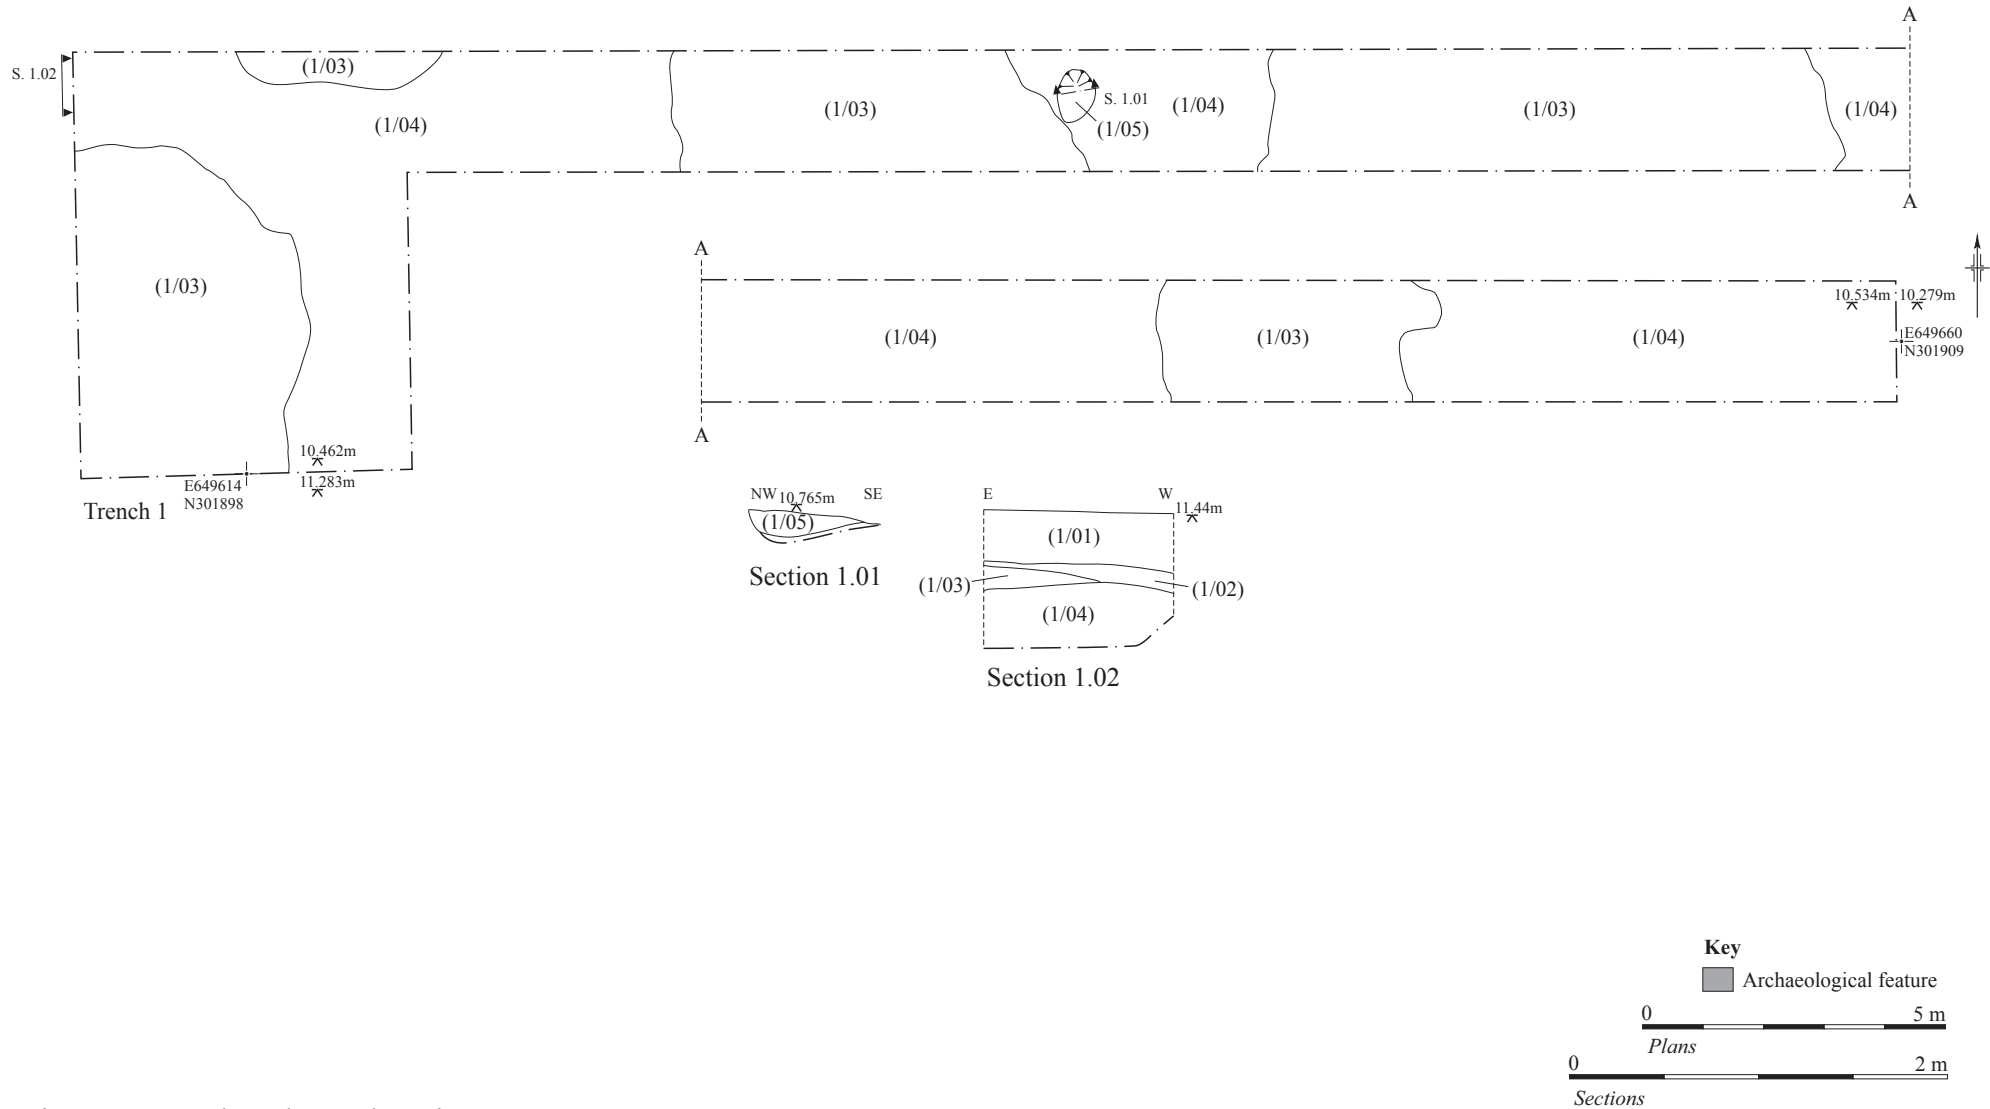 A
S. 1.02
(1/03)
(1/04)
(1/03)
S. 1.01
(1/05)
(1/04)
(1/03)
(1/04)
A
A
(1/03)
(1/04)
(1/03)
(1/04)
10.534m
10.279m
E649660
N301909
A
10.462m
11.283m
E649614
N301898
Trench 1
NW
10.765m
SE
(1/05)
Section 1.01
E
W
11.44m
(1/01)
(1/03)
(1/02)
(1/04)
Section 1.02
Key
Archaeological feature
0
5 m
Plans
0
2 m
Sections